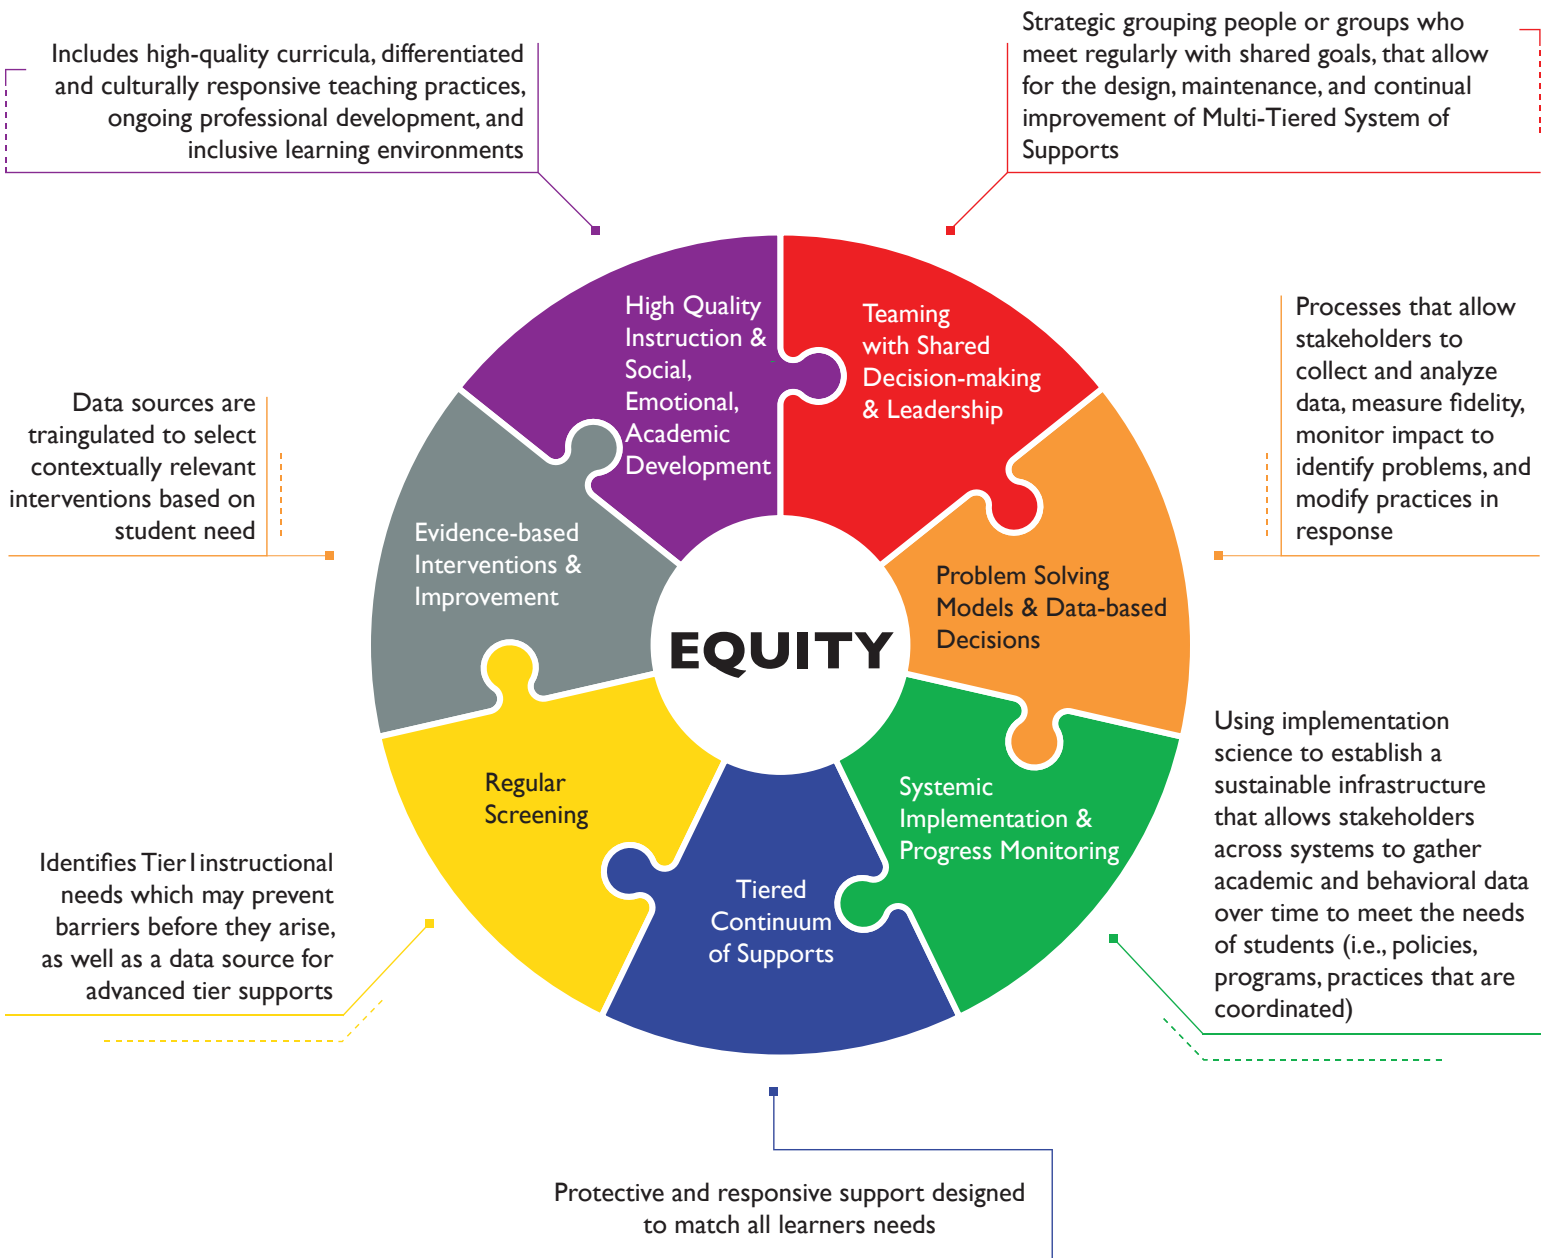 Includes high-quality curricula, differentiated
and culturally responsive teaching practices,
ongoing professional development, and
inclusive learning environments
Strategic grouping people or groups who
meet regularly with shared goals, that allow
for the design, maintenance, and continual
improvement of Multi-Tiered System of
Supports
High Quality
Instruction &
Social,
Emotional,
Academic
Development
Teaming
with Shared
Decision-making
& Leadership
Processes that allow
stakeholders to
collect and analyze
data, measure fidelity,
monitor impact to
identify problems, and
modify practices in
response
Data sources are
traingulated to select
contextually relevant
interventions based on
student need
Evidence-based
Interventions &
Improvement
Problem Solving
Models & Data-based
Decisions
EQUITY
Using implementation
science to establish a
sustainable infrastructure
that allows stakeholders
across systems to gather
academic and behavioral data
over time to meet the needs
of students (i.e., policies,
programs, practices that are
coordinated)
Regular
Screening
Systemic
Implementation &
Progress Monitoring
Identifies Tier I instructional
needs which may prevent
barriers before they arise,
as well as a data source for
advanced tier supports
Tiered
Continuum
of Supports
Protective and responsive support designed
to match all learners needs